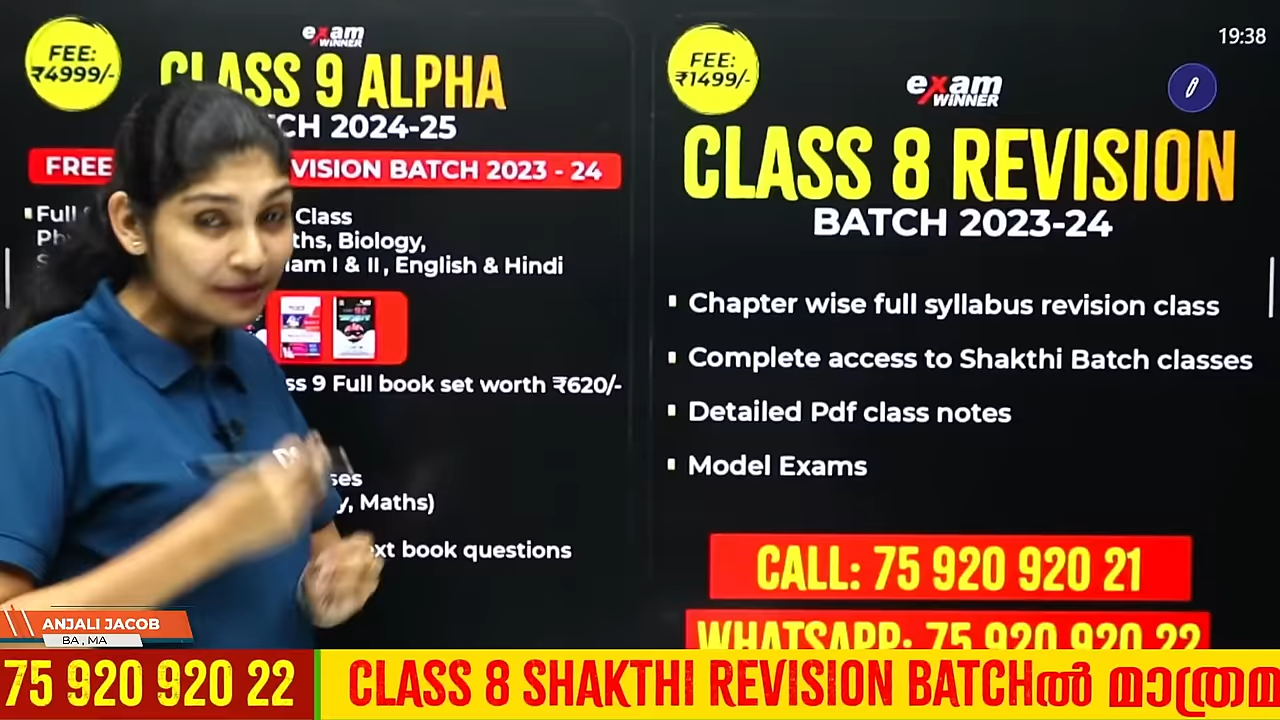 FEE:
₹4999/-
exam
WINNER
CLASS 9 ALPHA
CH 2024-25
FREE VISION BATCH 2023 - 24
Full Class
ths, Biology,
lam I & II, English & Hindi
ss 9 Full book set worth ₹620/-
ses
y, Maths)
ext book questions
FEE:
₹1499/-
19:38
exam
WINNER
CLASS 8 REVISION
BATCH 2023-24
Chapter wise full syllabus revision class
Complete access to Shakthi Batch classes
Detailed Pdf class notes
Model Exams
CALL: 75 920 920 21
WHATSAPP: 75 920 920 22
ANJALI JACOB
BA , MA
75 920 920 22
CLASS 8 SHAKTHI REVISION BATCHൽ മാത്രമ